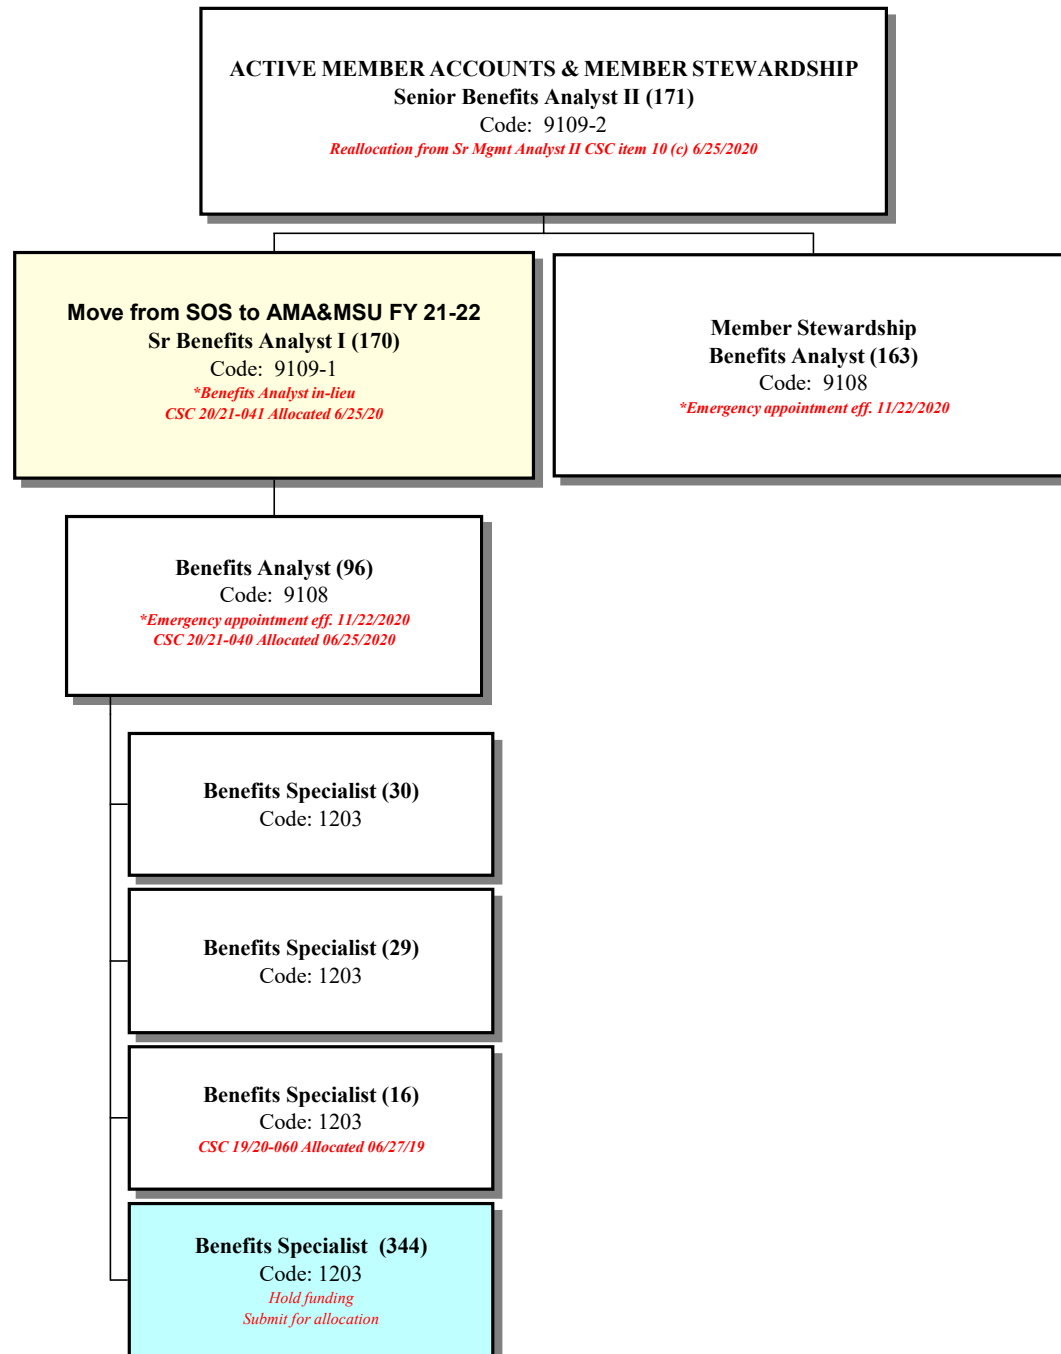 ACTIVE MEMBER ACCOUNTS & MEMBER STEWARDSHIP
Senior Benefits Analyst II (171)
Code: 9109-2
Reallocation from Sr Mgmt Analyst II CSC item 10 (c) 6/25/2020
Move from SOS to AMA&MSU FY 21-22
Sr Benefits Analyst I (170)
Code: 9109-1
*Benefits Analyst in-lieu
CSC 20/21-041 Allocated 6/25/20
Member Stewardship
Benefits Analyst (163)
Code: 9108
*Emergency appointment eff. 11/22/2020
Benefits Analyst (96)
Code: 9108
*Emergency appointment eff. 11/22/2020
CSC 20/21-040 Allocated 06/25/2020
Benefits Specialist (30)
Code: 1203
Benefits Specialist (29)
Code: 1203
Benefits Specialist (16)
Code: 1203
CSC 19/20-060 Allocated 06/27/19
Benefits Specialist (344)
Code: 1203
Hold funding
Submit for allocation